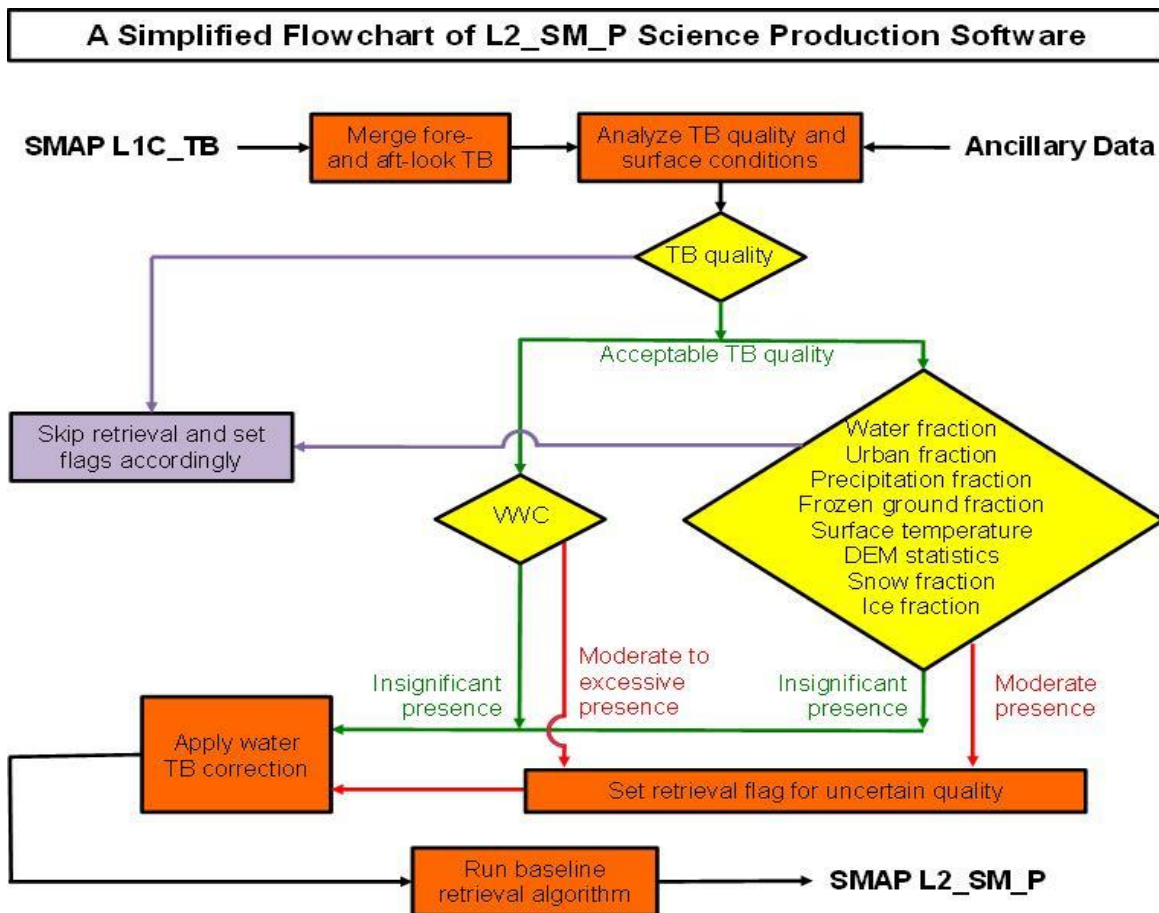 A Simplified Flowchart of L2_SM_P Science Production Software
SMAP L1C_TB
Merge fore-
and aft-look TB
Analyze TB quality and
surface conditions
Ancillary Data
TB quality
Acceptable TB quality
Skip retrieval and set
flags accordingly
VWC
Water fraction
Urban fraction
Precipitation fraction
Frozen ground fraction
Surface temperature
DEM statistics
Snow fraction
Ice fraction
Insignificant
presence
Moderate to
excessive
presence
Insignificant
presence
Moderate
presence
Apply water
TB correction
Set retrieval flag for uncertain quality
Run baseline
retrieval algorithm
SMAP L2_SM_P